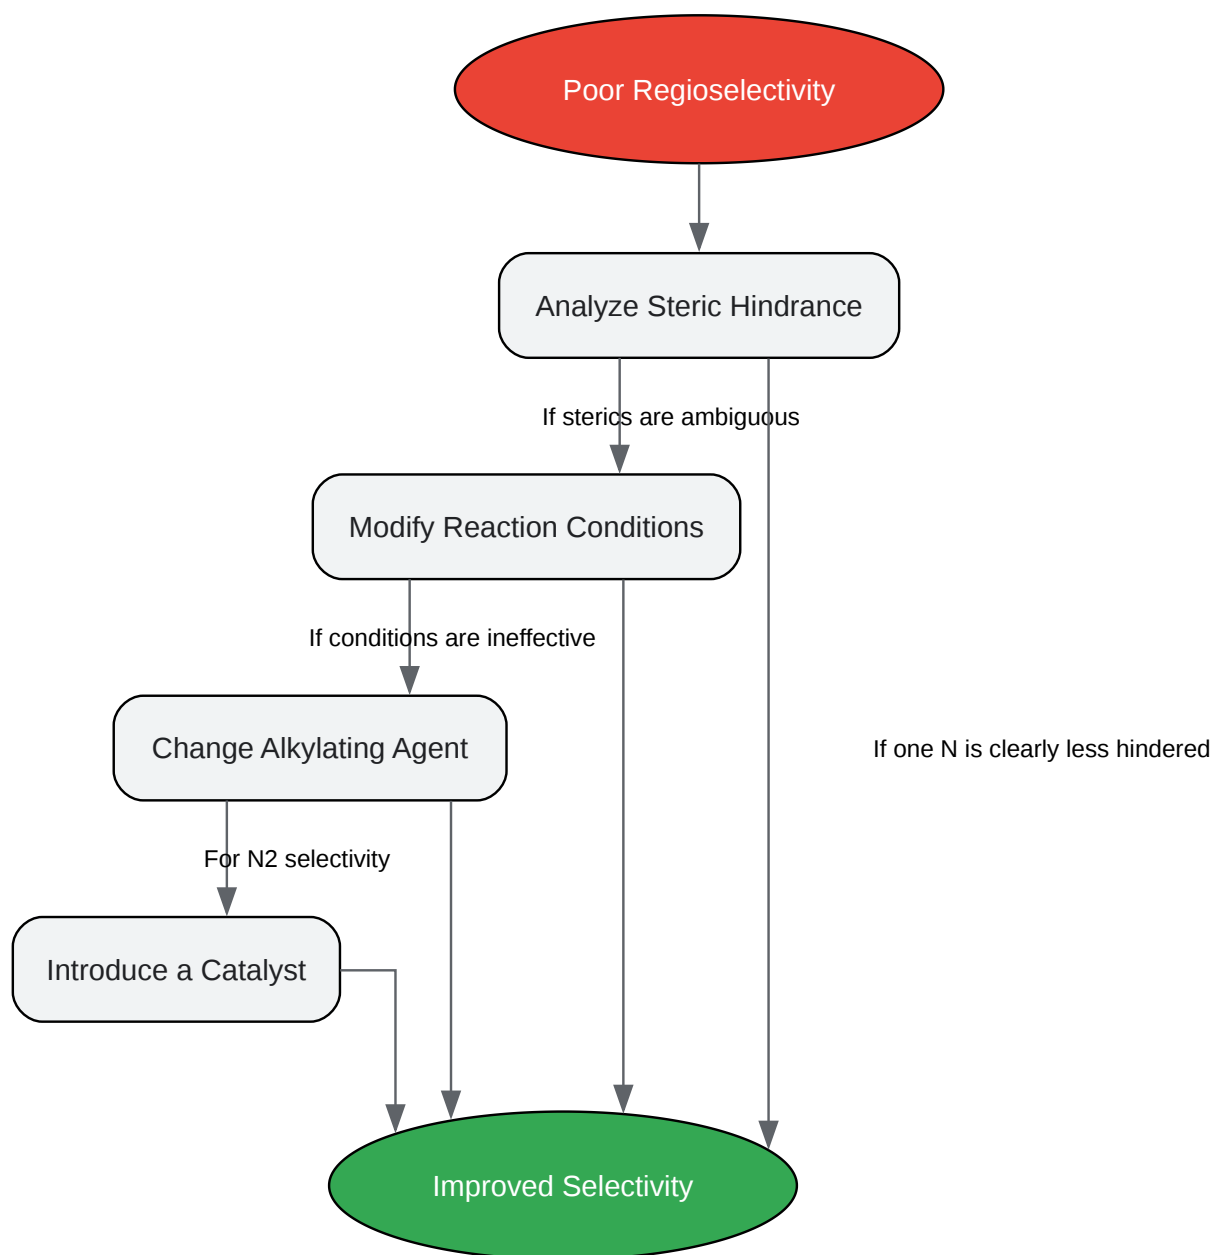 Poor Regioselectivity
Analyze Steric Hindrance
If sterics are ambiguous
Modify Reaction Conditions
If conditions are ineffective
Change Alkylating Agent
If one N is clearly less hindered
For N2 selectivity
Introduce a Catalyst
Improved Selectivity